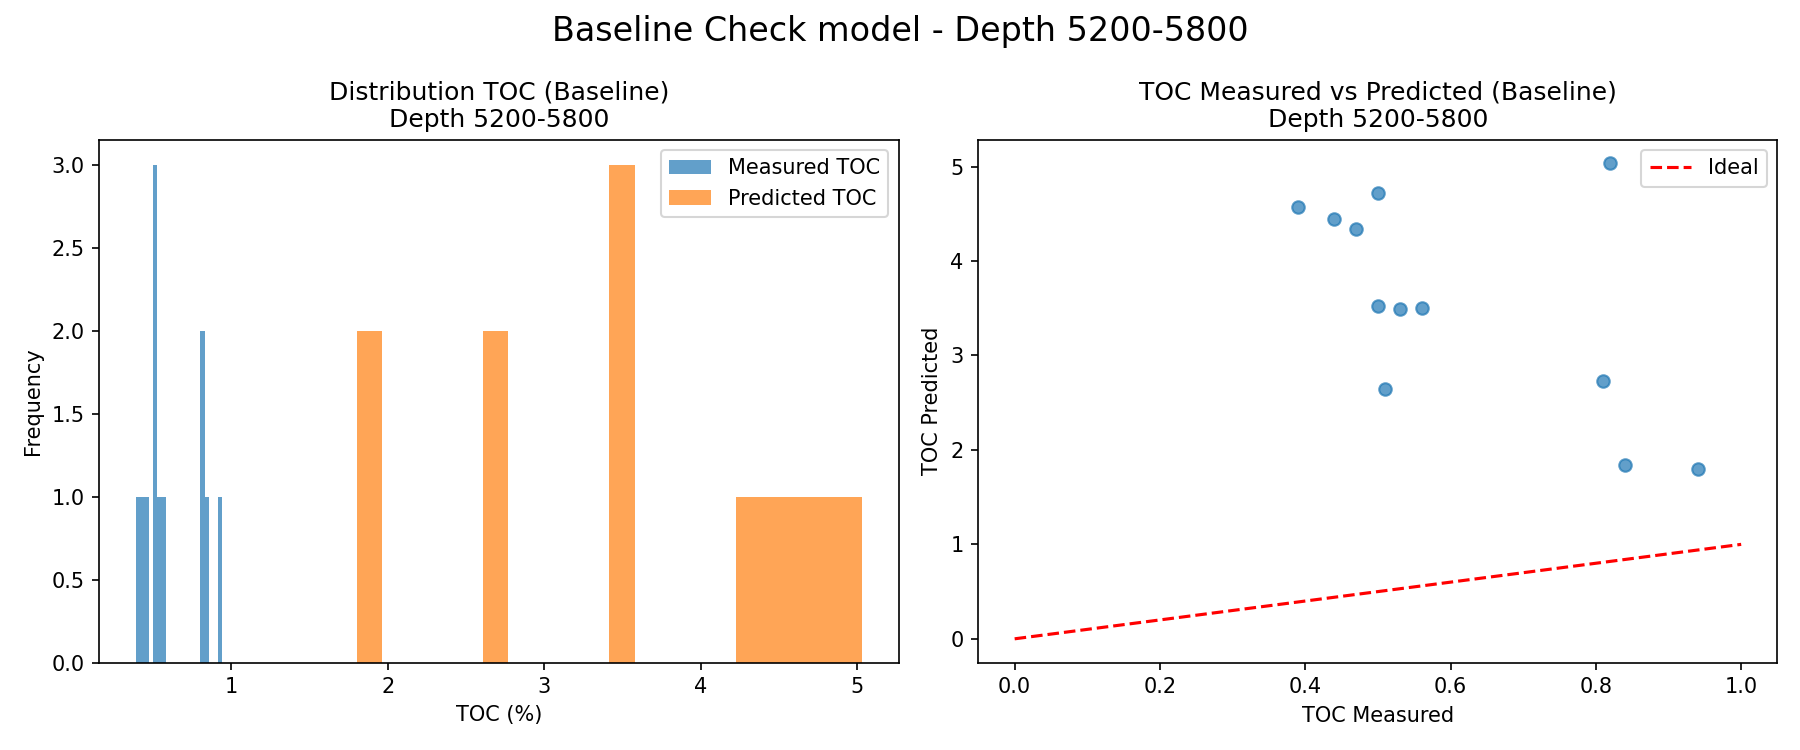 Baseline Check model - Depth 5200-5800
Distribution TOC (Baseline)
Depth 5200-5800
Measured TOC
Predicted TOC
Frequency
3.0
2.5
2.0
1.5
1.0
0.5
0.0
1 2 3 4 5
TOC (%)
TOC Measured vs Predicted (Baseline)
Depth 5200-5800
Ideal
TOC Predicted
5
4
3
2
1
0
0.0 0.2 0.4 0.6 0.8 1.0
TOC Measured